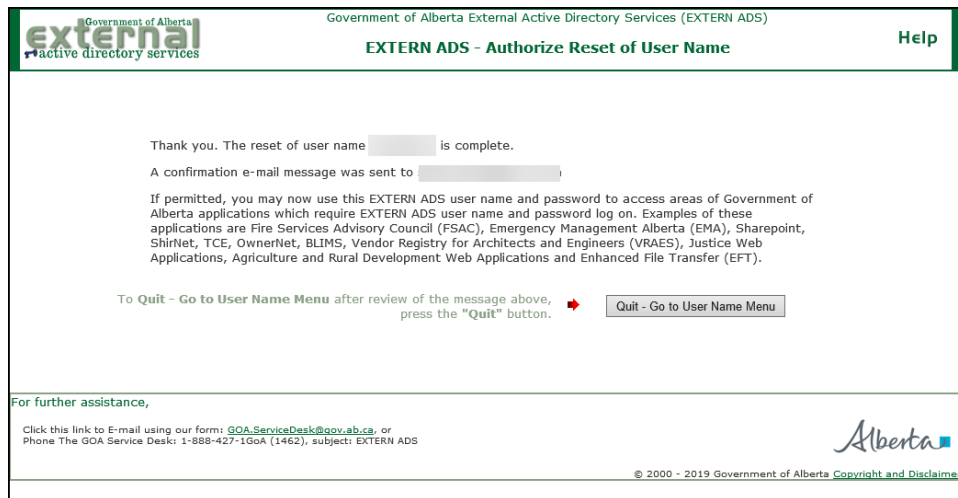 Government of Alberta
external
active directory services
Government of Alberta External Active Directory Services (EXTERN ADS)
EXTERN ADS - Authorize Reset of User Name
Help
Thank you. The reset of user name is complete.
A confirmation e-mail message was sent to
If permitted, you may now use this EXTERN ADS user name and password to access areas of Government of
Alberta applications which require EXTERN ADS user name and password log on. Examples of these
applications are Fire Services Advisory Council (FSAC), Emergency Management Alberta (EMA), Sharepoint,
ShirNet, TCE, OwnerNet, BLIMS, Vendor Registry for Architects and Engineers (VRAES), Justice Web
Applications, Agriculture and Rural Development Web Applications and Enhanced File Transfer (EFT).
To Quit - Go to User Name Menu after review of the message above,
press the "Quit" button.
Quit - Go to User Name Menu
For further assistance,
Click this link to E-mail using our form: GOA.ServiceDesk@gov.ab.ca, or
Phone The GOA Service Desk: 1-888-427-1GoA (1462), subject: EXTERN ADS
Alberta
© 2000 - 2019 Government of Alberta Copyright and Disclaime